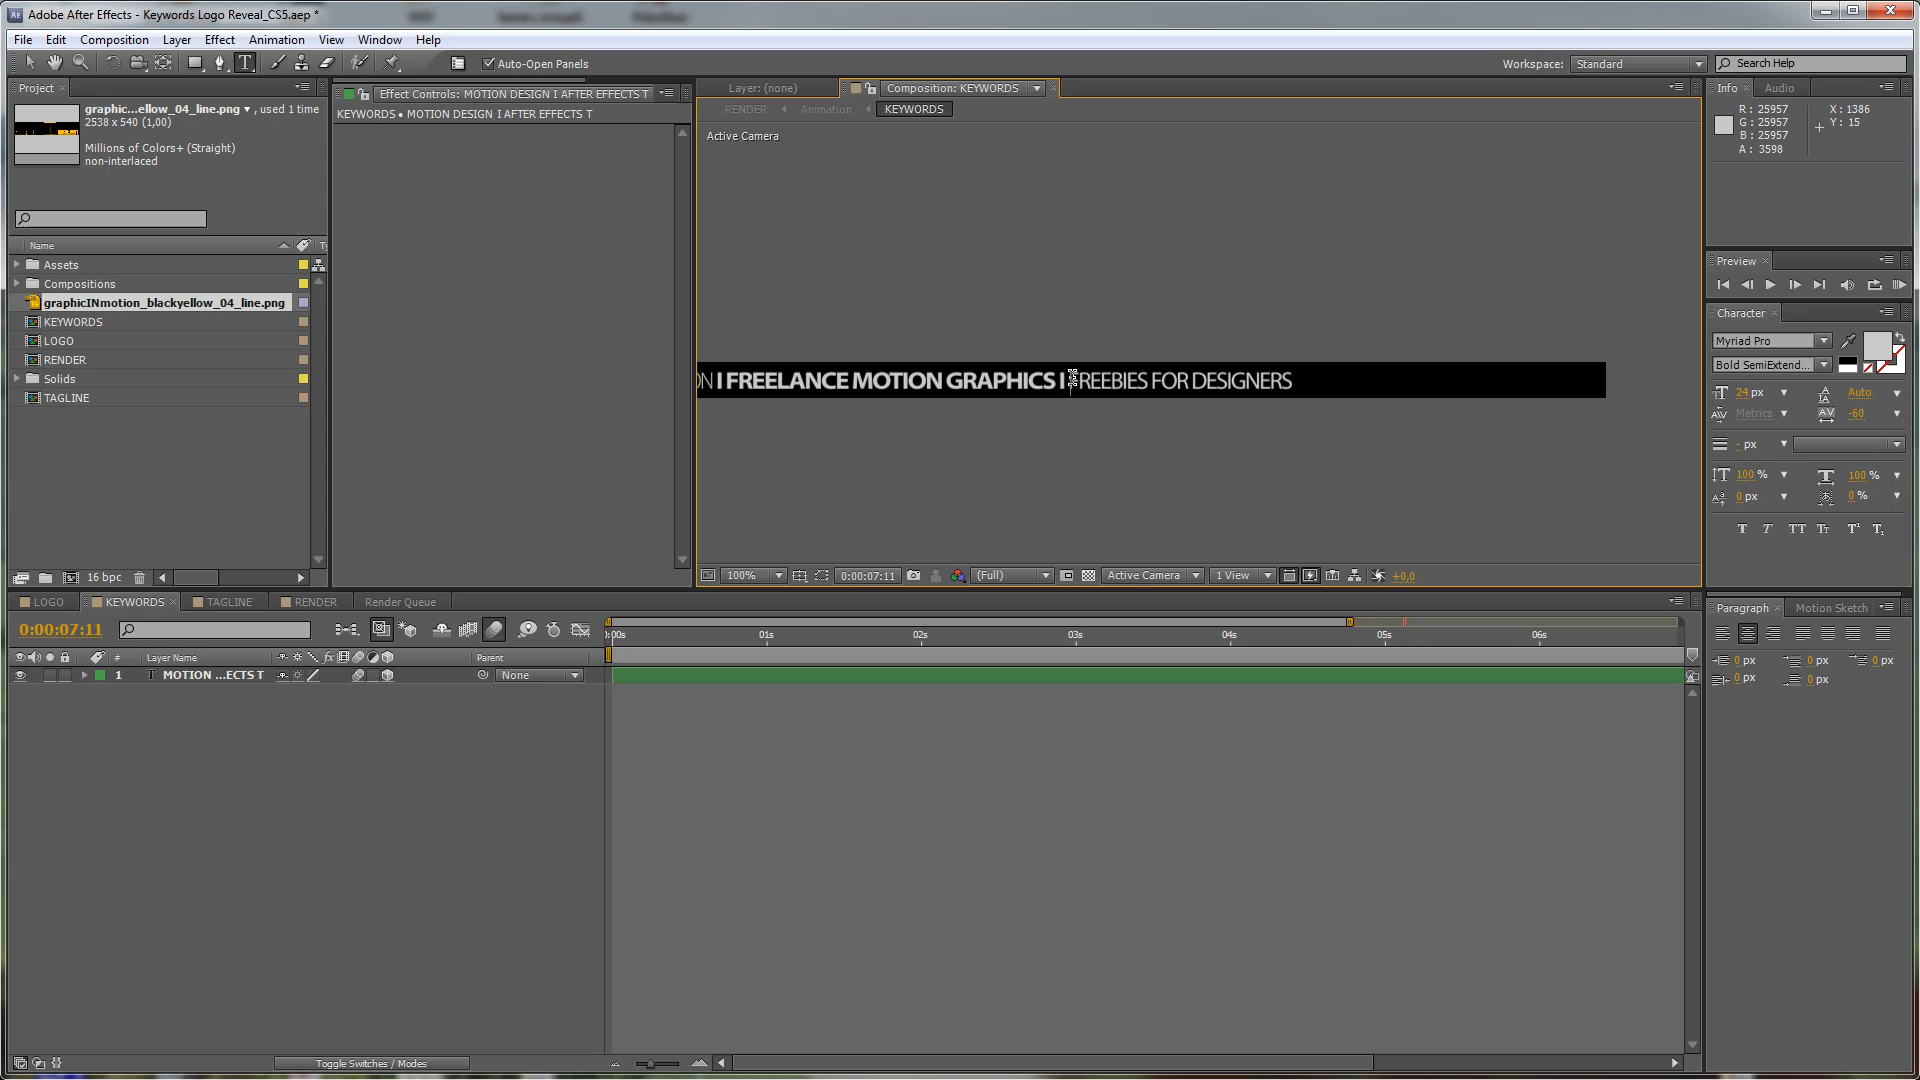 Adobe After Effects - Keywords Logo Reveal_CS5.aep *
File Edit Composition Layer Effect Animation View Window Help
Auto-Open Panels
Workspace: Standard
Search Help
Project
graphic...ellow_04_line.png ▾ , used 1 time
2538 x 540 (1,00)
Millions of Colors+ (Straight)
non-interlaced
Name
Assets
Compositions
graphicINmotion_blackyellow_04_line.png
KEYWORDS
LOGO
RENDER
Solids
TAGLINE
16 bpc
Effect Controls: MOTION DESIGN I AFTER EFFECTS T
KEYWORDS • MOTION DESIGN I AFTER EFFECTS T
Layer: (none)
Composition: KEYWORDS
RENDER Animation KEYWORDS
Active Camera
ON I FREELANCE MOTION GRAPHICS I FREEBIES FOR DESIGNERS
100% 0:00:07:11 (Full) Active Camera 1 View +0,0
Info Audio
R : 25957
G : 25957
B : 25957
A : 3598
X : 1386
Y : 15
Preview
Character
Myriad Pro
Bold SemiExtend...
24 px Auto
Metrics -60
- px
100 % 100 %
0 px 0 %
LOGO KEYWORDS TAGLINE RENDER Render Queue
0:00:07:11
:00s 01s 02s 03s 04s 05s 06s
# Layer Name Parent
1 T MOTION ...ECTS T None
Toggle Switches / Modes
Paragraph Motion Sketch
0 px 0 px 0 px
0 px 0 px